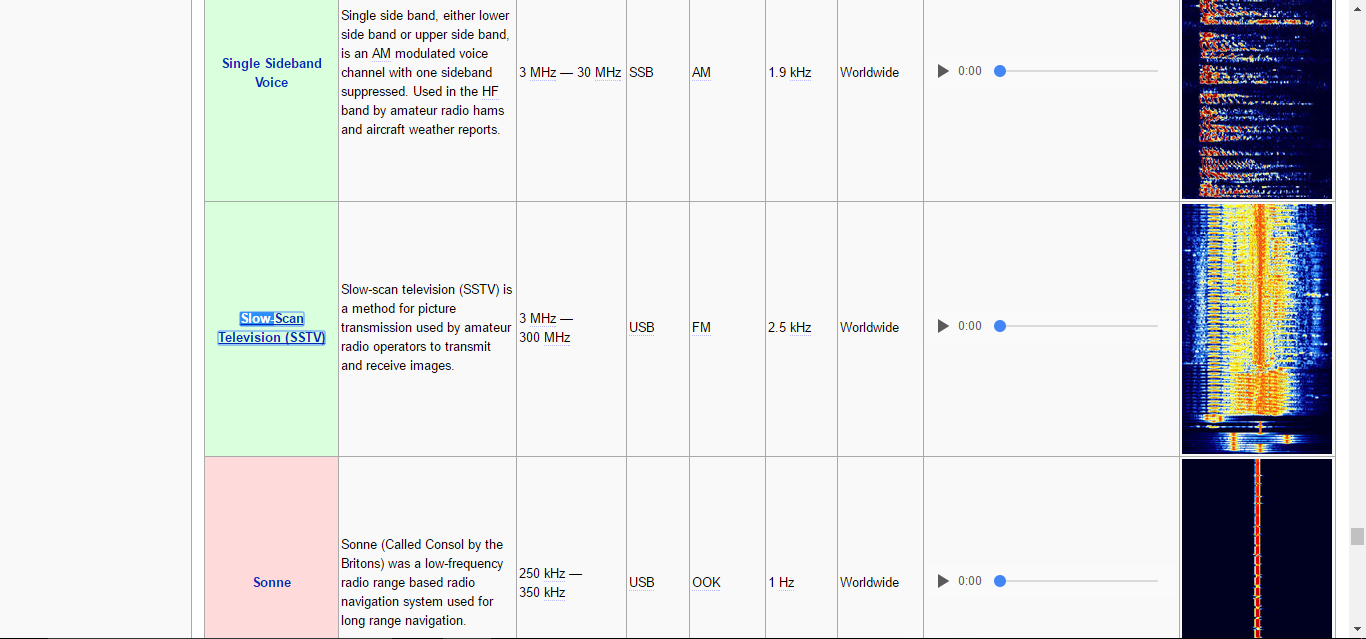 Single Sideband
Voice
Single side band, either lower
side band or upper side band,
is an AM modulated voice
channel with one sideband
suppressed. Used in the HF
band by amateur radio hams
and aircraft weather reports.
3 MHz — 30 MHz
SSB
AM
1.9 kHz
Worldwide
0:00
Slow-Scan
Television (SSTV)
Slow-scan television (SSTV) is
a method for picture
transmission used by amateur
radio operators to transmit
and receive images.
3 MHz —
300 MHz
USB
FM
2.5 kHz
Worldwide
0:00
Sonne
Sonne (Called Consol by the
Britons) was a low-frequency
radio range based radio
navigation system used for
long range navigation.
250 kHz —
350 kHz
USB
OOK
1 Hz
Worldwide
0:00